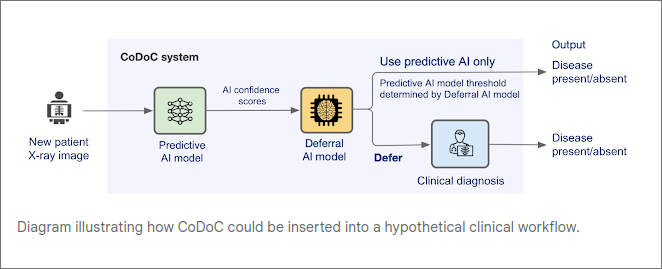 CoDoC system
Output
Use predictive AI only
Disease
present/absent
AI confidence
scores
Predictive AI model threshold
determined by Deferral AI model
New patient
X-ray image
Predictive
AI model
Deferral
AI model
Defer
Clinical diagnosis
Disease
present/absent
Diagram illustrating how CoDoC could be inserted into a hypothetical clinical workflow.